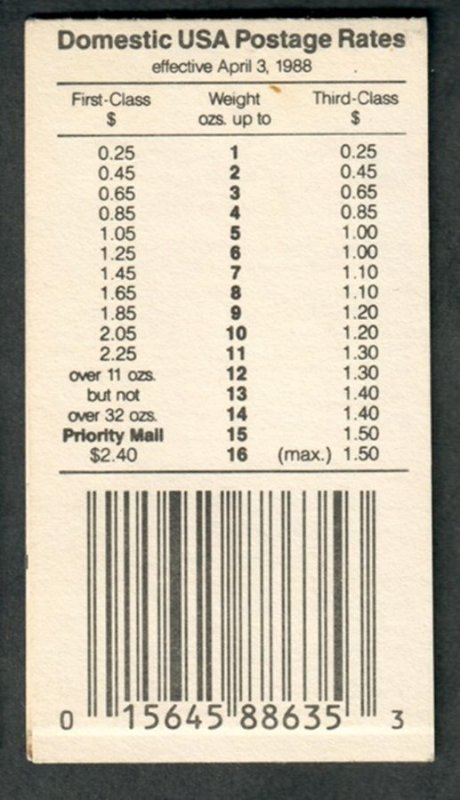 Domestic USA Postage Rates
effective April 3, 1988
First-Class Weight Third-Class
$ ozs. up to $
0.25 1 0.25
0.45 2 0.45
0.65 3 0.65
0.85 4 0.85
1.05 5 1.00
1.25 6 1.00
1.45 7 1.10
1.65 8 1.10
1.85 9 1.20
2.05 10 1.20
2.25 11 1.30
over 11 ozs. 12 1.30
but not 13 1.40
over 32 ozs. 14 1.40
Priority Mail 15 1.50
$2.40 16 (max.) 1.50
0 15645 88635 3